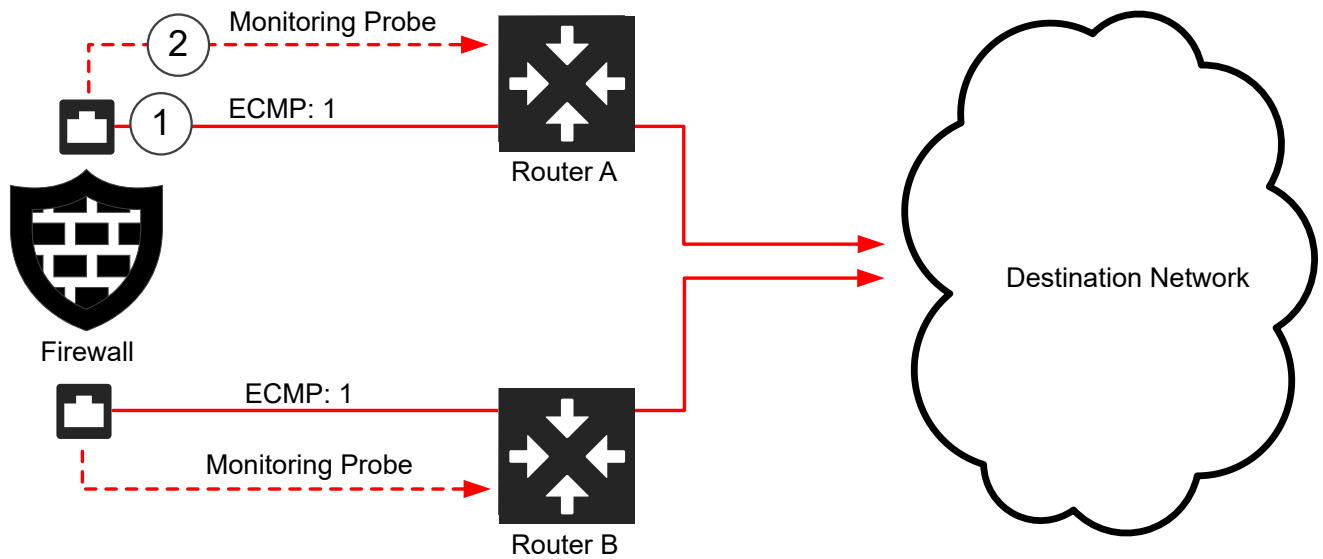 Monitoring Probe
2
1
ECMP: 1
Router A
Destination Network
Firewall
ECMP: 1
Monitoring Probe
Router B